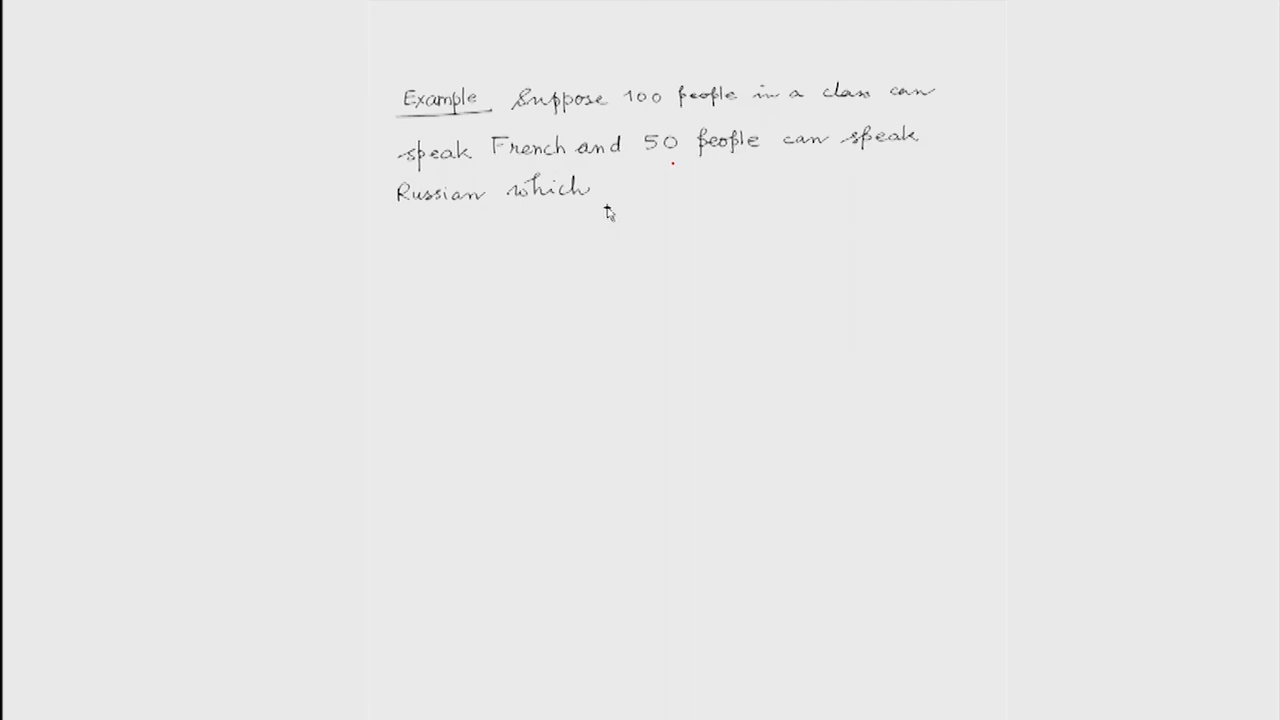 Example Suppose 100 people in a class can
speak French and 50 people can speak
Russian which